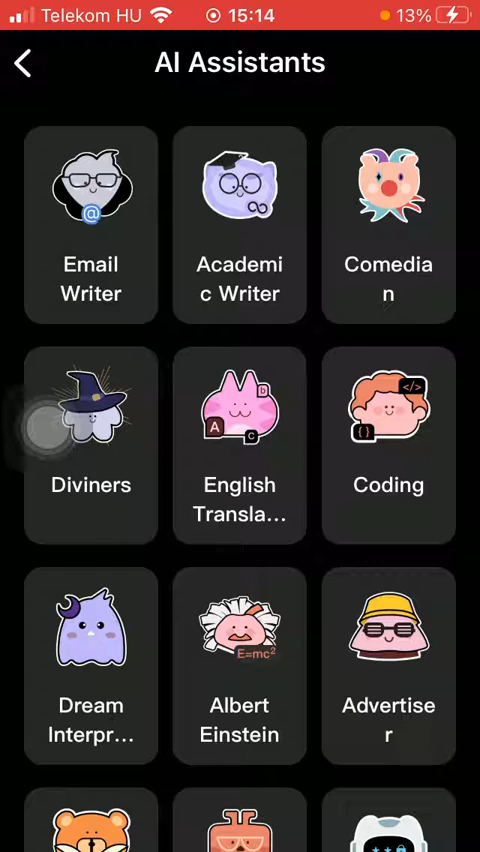 Telekom HU 15:14 13%
AI Assistants
@
Email
Writer
Academi
c Writer
Comedia
n
A
b
c
</>
{ }
Diviners
English
Transla...
Coding
E=mc²
Dream
Interpr...
Albert
Einstein
Advertise
r